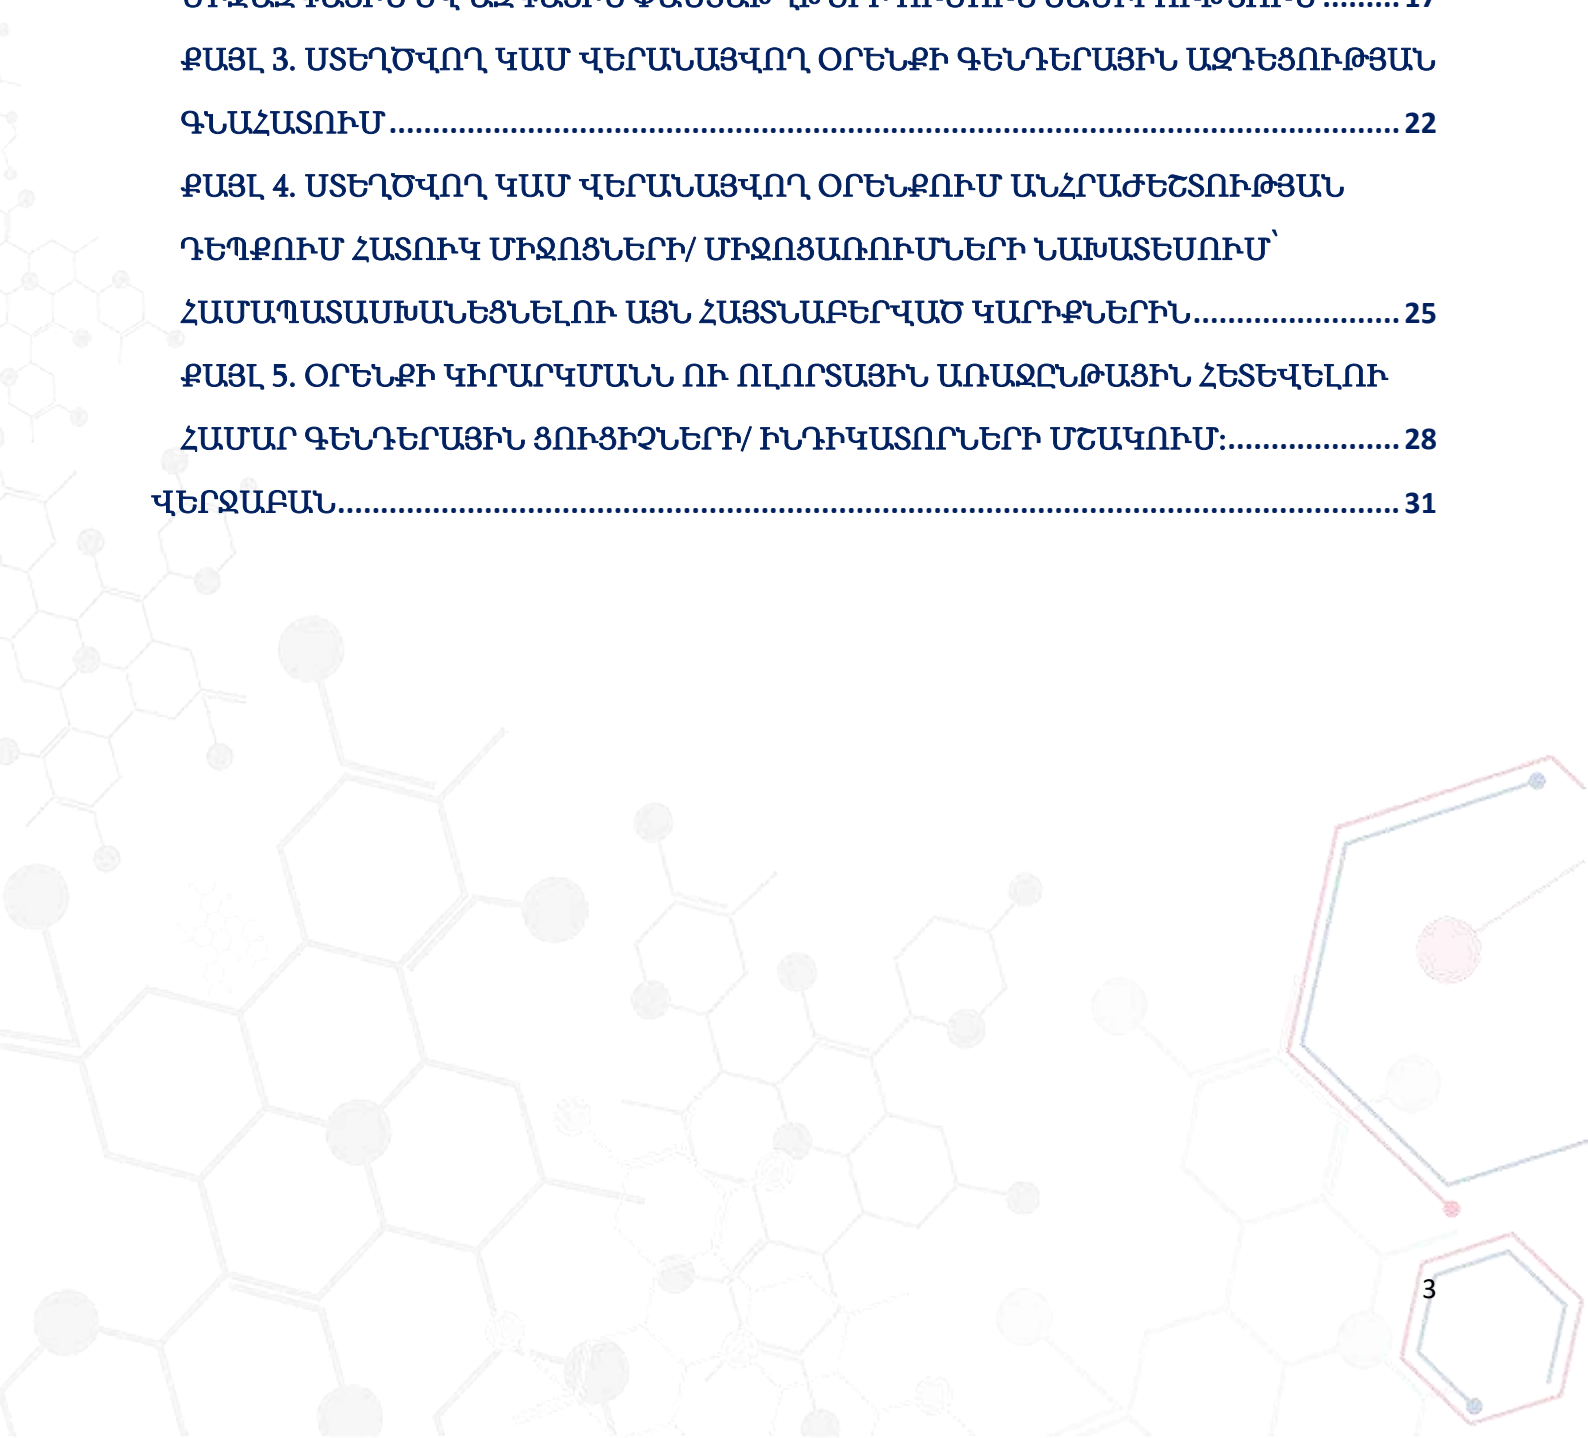 17
ՔԱՅԼ 3. ՍՏԵՂԾՎՈՂ ԿԱՄ ՎԵՐԱՆԱՅՎՈՂ ՕՐԵՆՔԻ ԳԵՆԴԵՐԱՅԻՆ ԱԶԴԵՑՈՒԹՅԱՆ
ԳՆԱՀԱՏՈՒՄ 22
ՔԱՅԼ 4. ՍՏԵՂԾՎՈՂ ԿԱՄ ՎԵՐԱՆԱՅՎՈՂ ՕՐԵՆՔՈՒՄ ԱՆՀՐԱԺԵՇՏՈՒԹՅԱՆ
ԴԵՊՔՈՒՄ ՀԱՏՈՒԿ ՄԻՋՈՑՆԵՐԻ/ ՄԻՋՈՑԱՌՈՒՄՆԵՐԻ ՆԱԽԱՏԵՍՈՒՄ՝
ՀԱՄԱՊԱՏԱՍԽԱՆԵՑՆԵԼՈՒ ԱՅՆ ՀԱՅՏՆԱԲԵՐՎԱԾ ԿԱՐԻՔՆԵՐԻՆ 25
ՔԱՅԼ 5. ՕՐԵՆՔԻ ԿԻՐԱՐԿՄԱՆՆ ՈՒ ՈԼՈՐՏԱՅԻՆ ԱՌԱՋԸՆԹԱՑԻՆ ՀԵՏԵՎԵԼՈՒ
ՀԱՄԱՐ ԳԵՆԴԵՐԱՅԻՆ ՑՈՒՑԻՉՆԵՐԻ/ ԻՆԴԻԿԱՏՈՐՆԵՐԻ ՄՇԱԿՈՒՄ: 28
ՎԵՐՋԱԲԱՆ 31
3